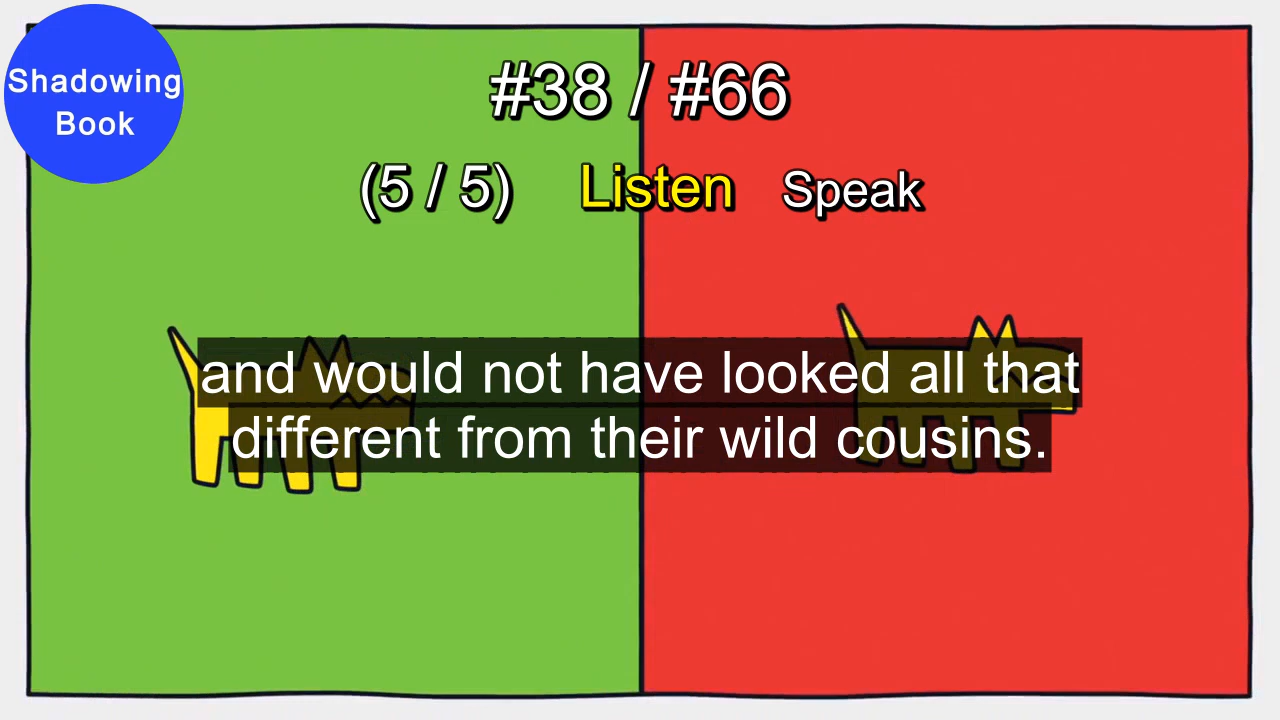 Shadowing
Book
#38 / #66
(5 / 5) Listen Speak
and would not have looked all that
different from their wild cousins.